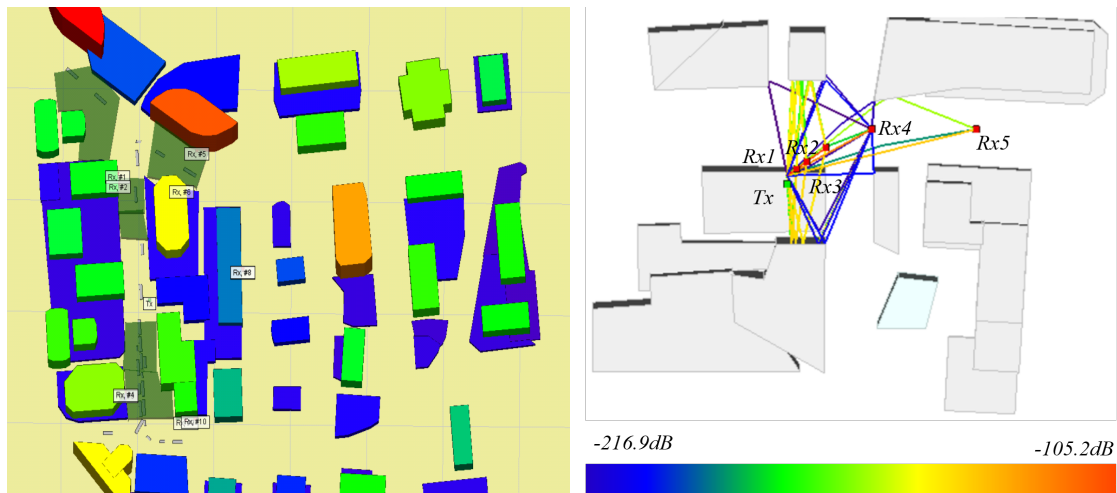 Rx, #5
Rx, #1
Rx, #2
Rx, #6
Rx, #8
Tx
Rx, #4
R
Rx, #10
Rx4
Rx5
Rx2
Rx1
Rx3
Tx
-216.9dB
-105.2dB